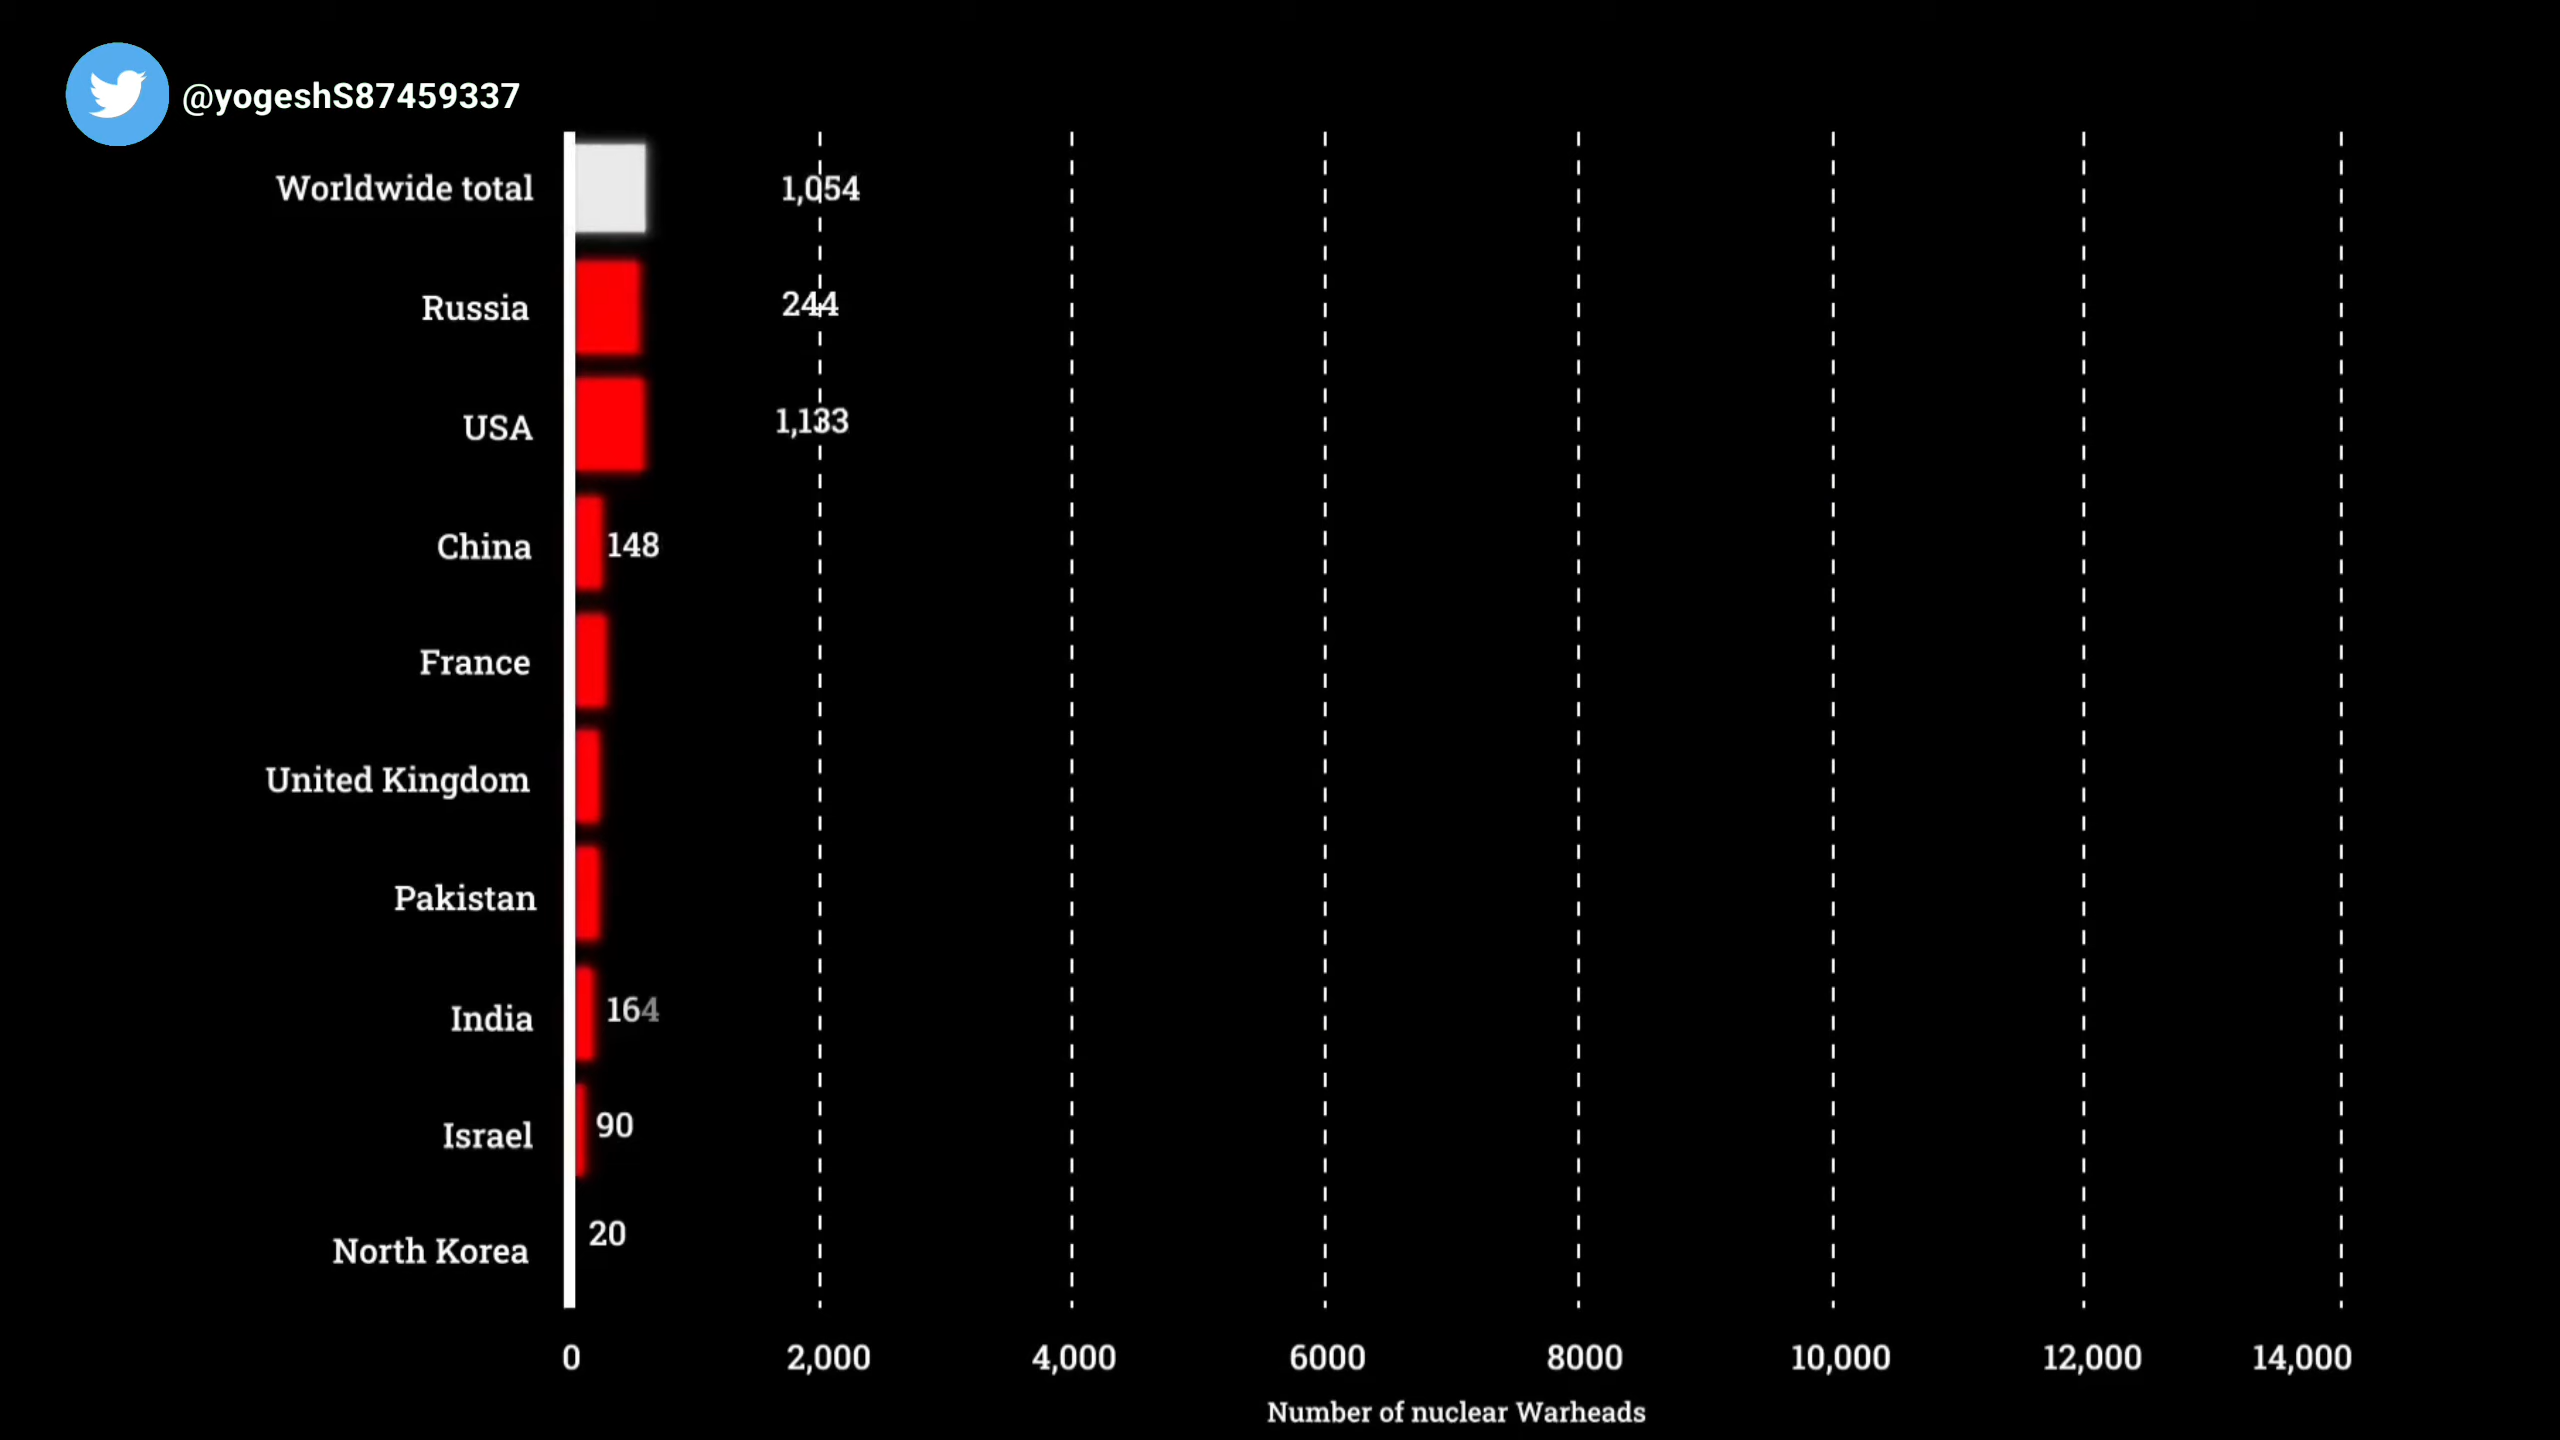 @yogeshS87459337
Worldwide total 1,054
Russia 244
USA 1,133
China 148
France
United Kingdom
Pakistan
India 164
Israel 90
North Korea 20
0 2,000 4,000 6000 8000 10,000 12,000 14,000
Number of nuclear Warheads